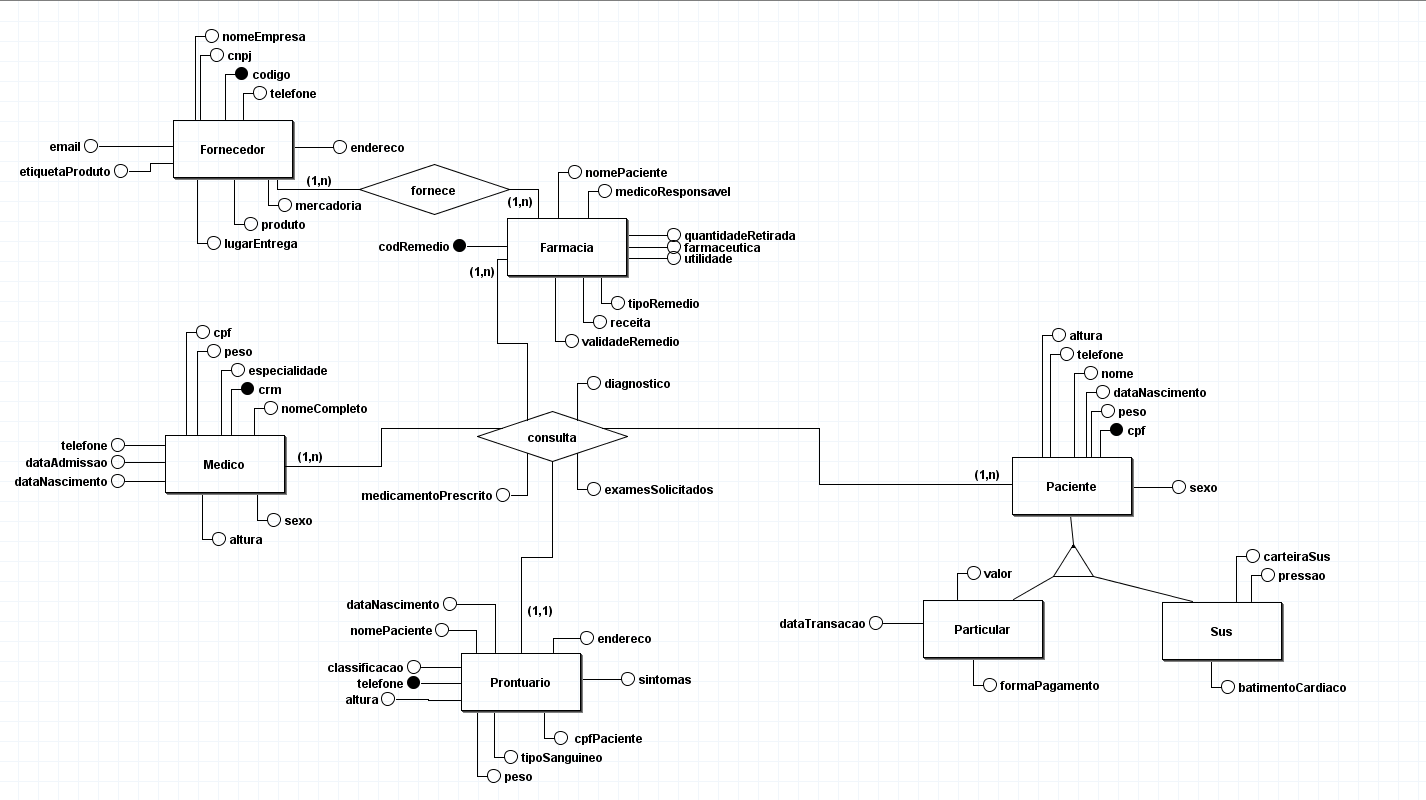 nomeEmpresa
cnpj
codigo
telefone
email
Fornecedor
endereco
etiquetaProduto
(1,n)
fornece
(1,n)
mercadoria
produto
lugarEntrega
nomePaciente
medicoResponsavel
codRemedio
Farmacia
quantidadeRetirada
farmaceutica
utilidade
(1,n)
tipoRemedio
receita
validadeRemedio
cpf
peso
especialidade
crm
nomeCompleto
telefone
dataAdmissao
dataNascimento
Medico
(1,n)
sexo
altura
diagnostico
consulta
medicamentoPrescrito
examesSolicitados
altura
telefone
nome
dataNascimento
peso
cpf
(1,n)
Paciente
sexo
carteiraSus
pressao
valor
dataTransacao
Particular
Sus
formaPagamento
batimentoCardiaco
dataNascimento
(1,1)
nomePaciente
endereco
classificacao
telefone
altura
Prontuario
sintomas
cpfPaciente
tipoSanguineo
peso